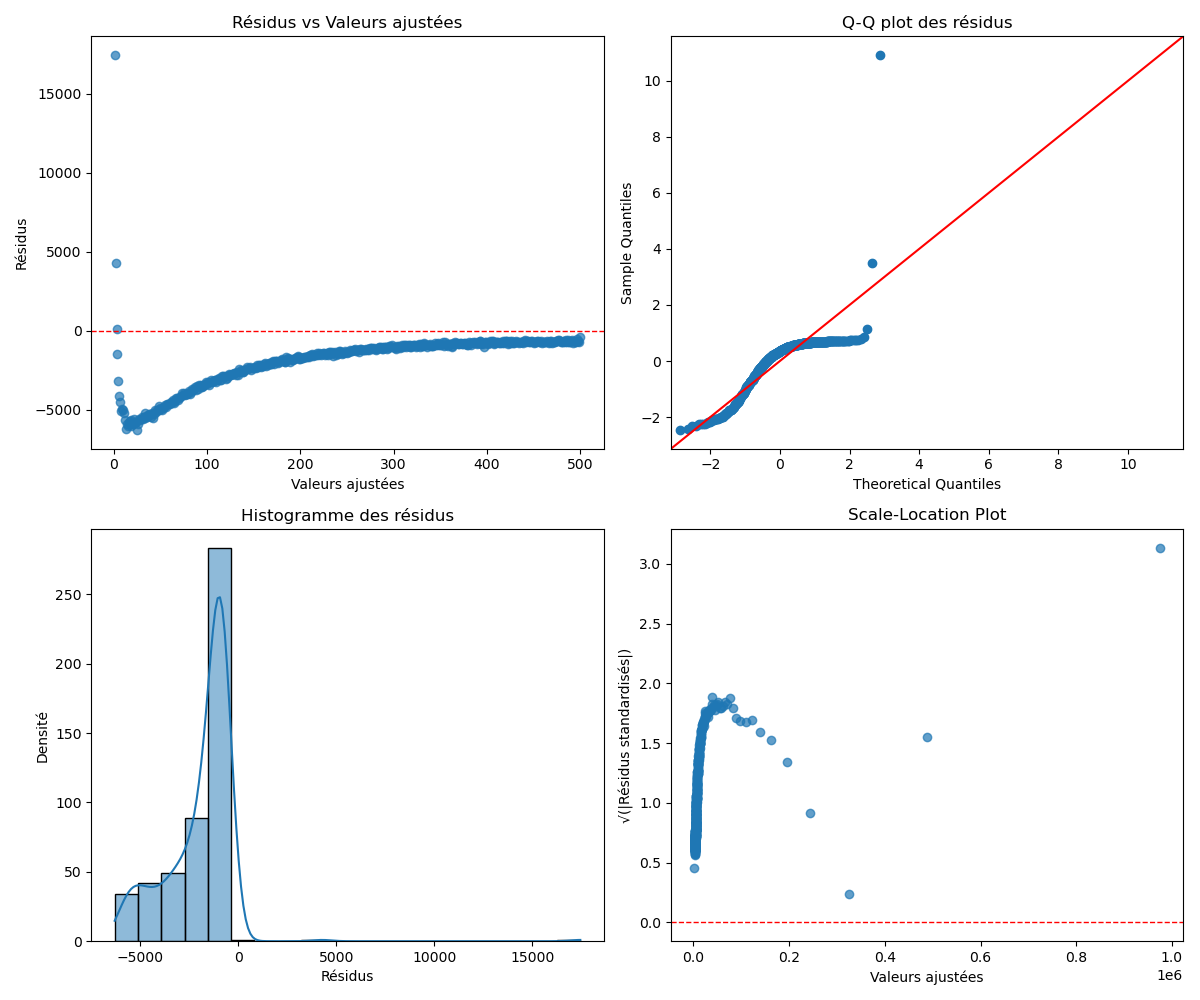 Résidus vs Valeurs ajustées
15000
10000
5000
0
−5000
Résidus
0 100 200 300 400 500
Valeurs ajustées
Q-Q plot des résidus
10
8
6
4
2
0
−2
Sample Quantiles
−2 0 2 4 6 8 10
Theoretical Quantiles
Histogramme des résidus
250
200
150
100
50
0
Densité
−5000 0 5000 10000 15000
Résidus
Scale-Location Plot
3.0
2.5
2.0
1.5
1.0
0.5
0.0
√(|Résidus standardisés|)
0.0 0.2 0.4 0.6 0.8 1.0
1e6
Valeurs ajustées